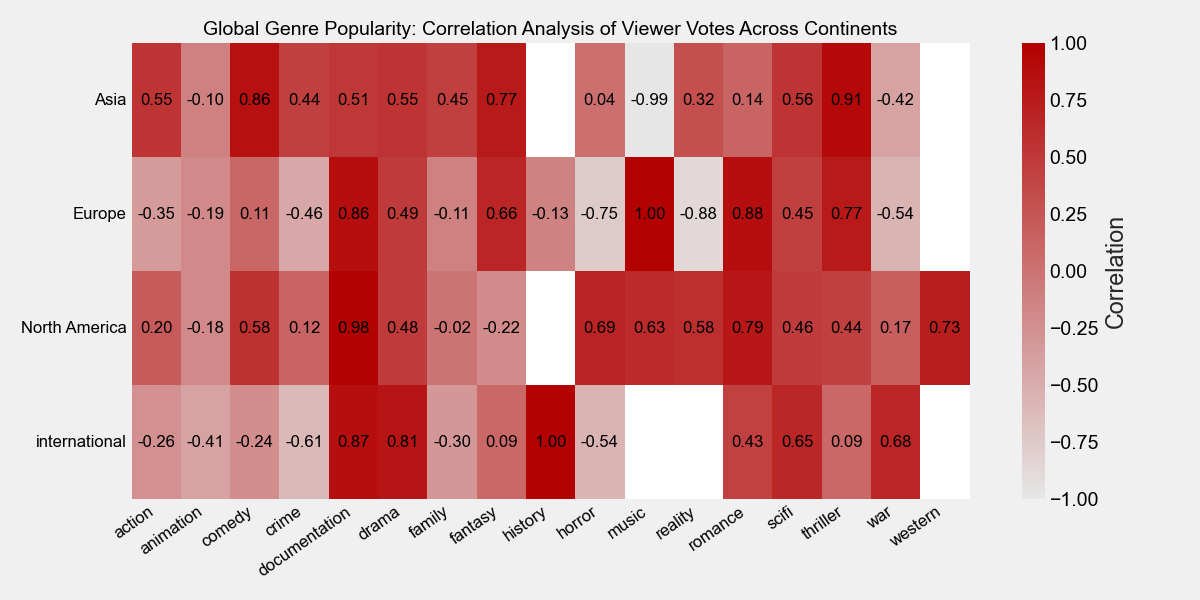 Global Genre Popularity: Correlation Analysis of Viewer Votes Across Continents
Asia 0.55 -0.10 0.86 0.44 0.51 0.55 0.45 0.77 0.04 -0.99 0.32 0.14 0.56 0.91 -0.42
Europe -0.35 -0.19 0.11 -0.46 0.86 0.49 -0.11 0.66 -0.13 -0.75 1.00 -0.88 0.88 0.45 0.77 -0.54
North America 0.20 -0.18 0.58 0.12 0.98 0.48 -0.02 -0.22 0.69 0.63 0.58 0.79 0.46 0.44 0.17 0.73
international -0.26 -0.41 -0.24 -0.61 0.87 0.81 -0.30 0.09 1.00 -0.54 0.43 0.65 0.09 0.68
action animation comedy crime documentation drama family fantasy history horror music reality romance scifi thriller war western
1.00
0.75
0.50
0.25
0.00
−0.25
−0.50
−0.75
−1.00
Correlation